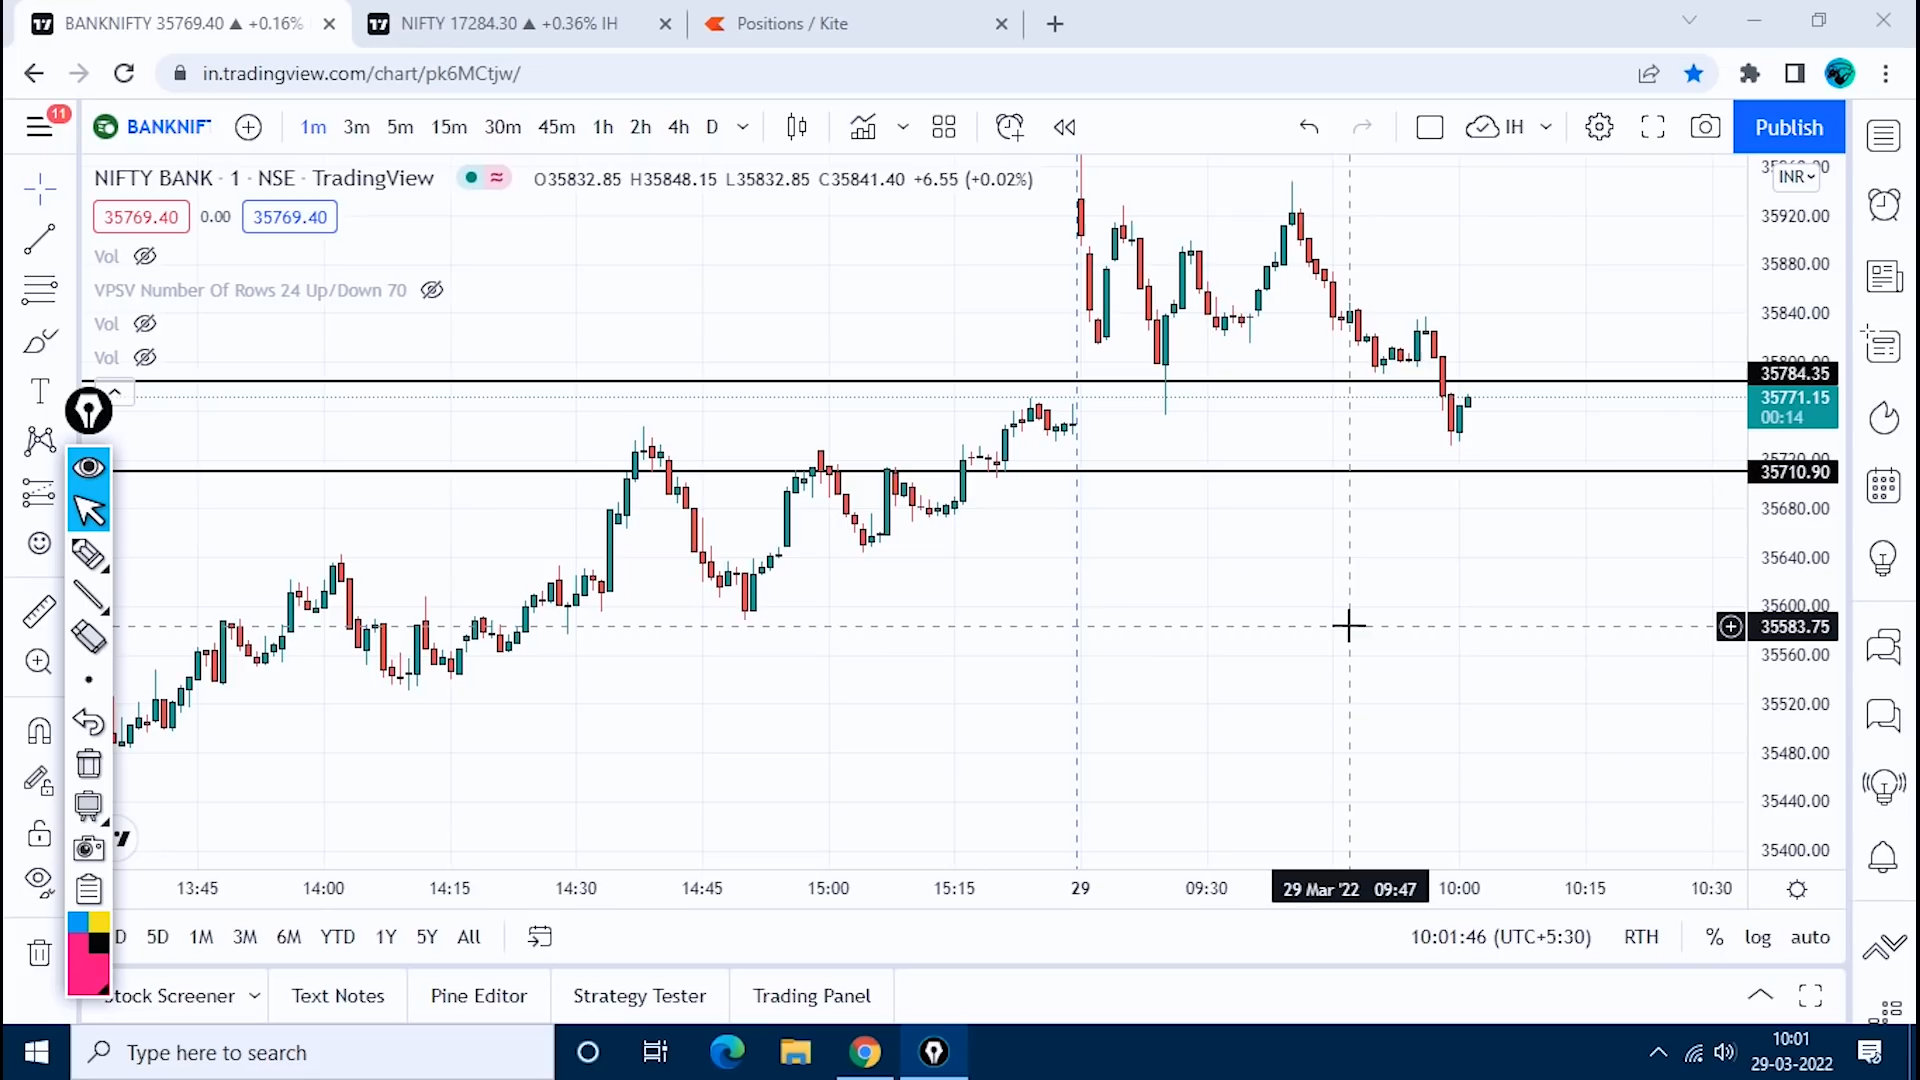 BANKNIFTY 35769.40 ▲ +0.16%
NIFTY 17284.30 ▲ +0.36% IH
Positions / Kite
in.tradingview.com/chart/pk6MCtjw/
11
BANKNIF
1m 3m 5m 15m 30m 45m 1h 2h 4h D
IH
Publish
NIFTY BANK · 1 · NSE · TradingView
O35832.85 H35848.15 L35832.85 C35841.40 +6.55 (+0.02%)
INR
35769.40 0.00 35769.40
Vol
VPSV Number Of Rows 24 Up/Down 70
Vol
Vol
35920.00
35880.00
35840.00
35784.35
35771.15
00:14
35710.90
35680.00
35640.00
35600.00
35583.75
35560.00
35520.00
35480.00
35440.00
35400.00
13:45 14:00 14:15 14:30 14:45 15:00 15:15 29 09:30 29 Mar '22 09:47 10:00 10:15 10:30
D 5D 1M 3M 6M YTD 1Y 5Y All
10:01:46 (UTC+5:30) RTH % log auto
Stock Screener Text Notes Pine Editor Strategy Tester Trading Panel
Type here to search
10:01
29-03-2022